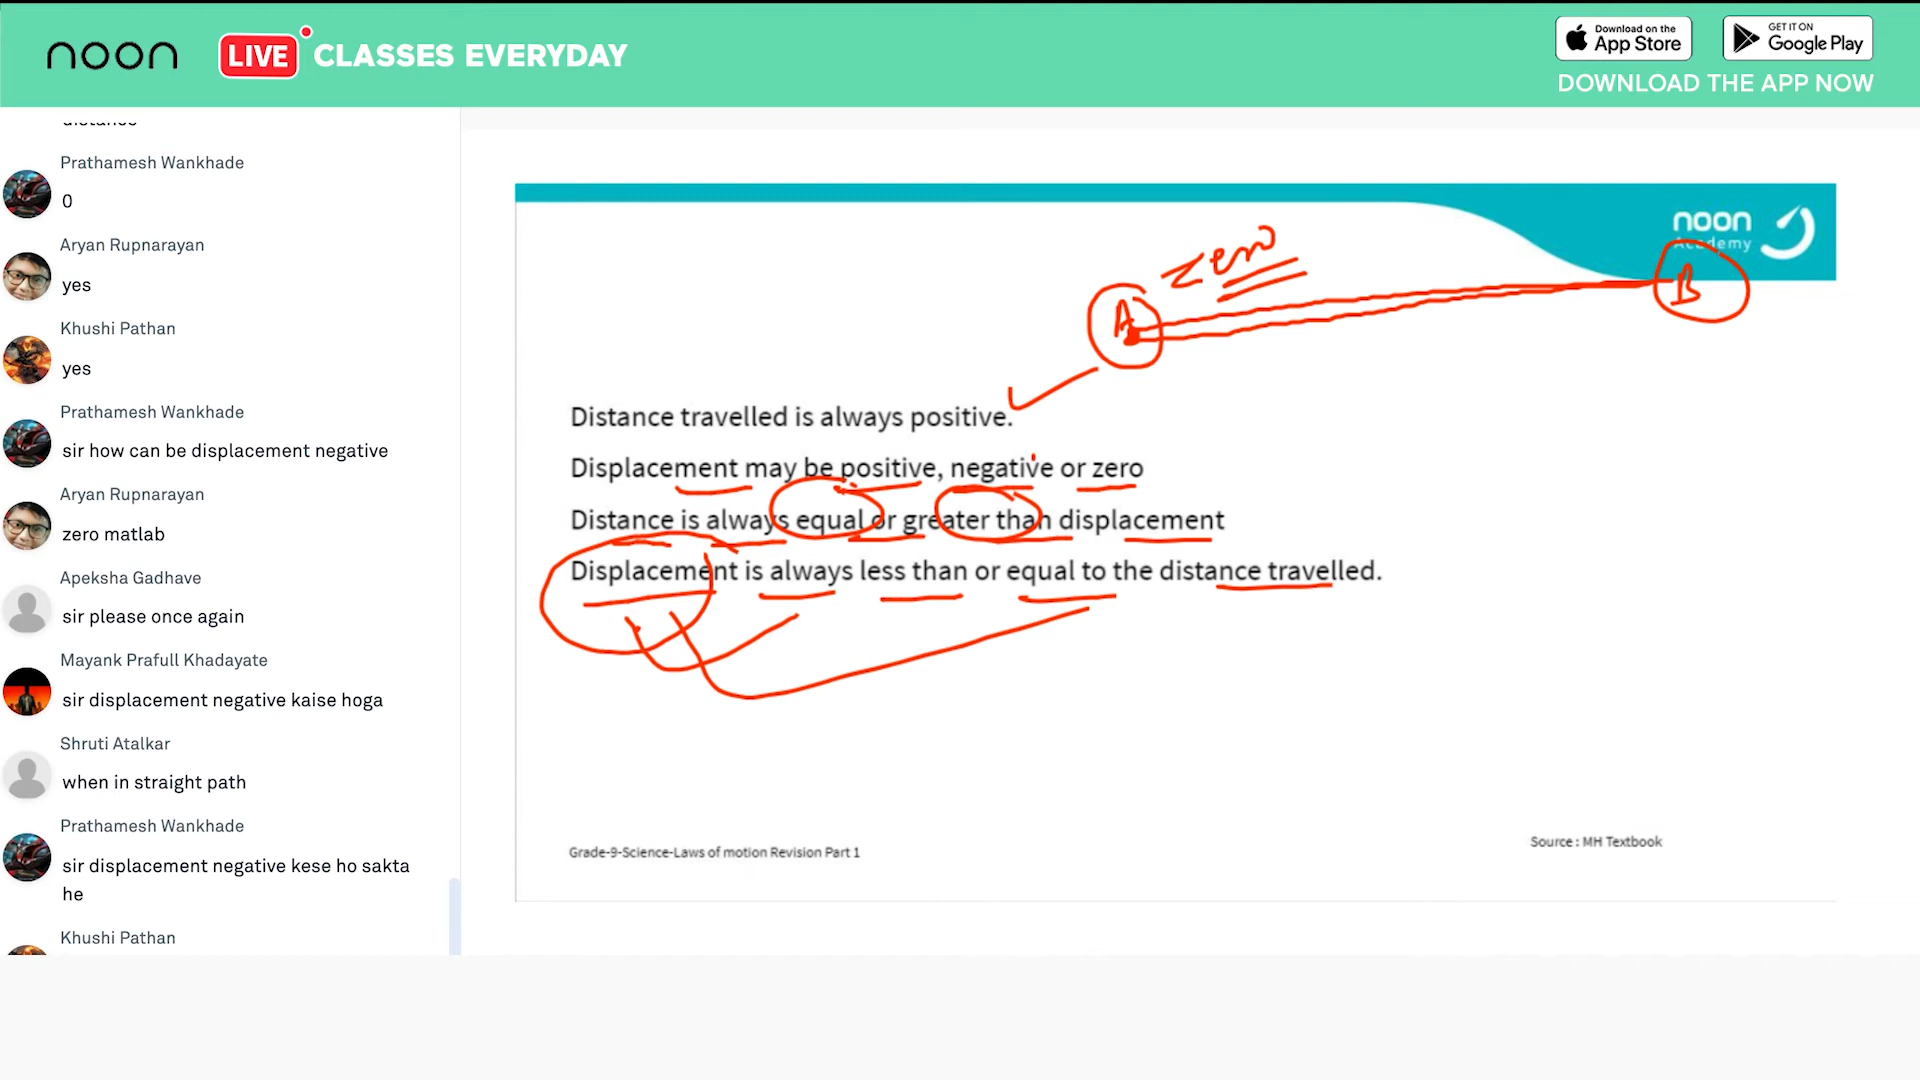 noon
LIVE CLASSES EVERYDAY
Download on the
App Store
GET IT ON
Google Play
DOWNLOAD THE APP NOW
distance
Prathamesh Wankhade
0
Aryan Rupnarayan
yes
Khushi Pathan
yes
Prathamesh Wankhade
sir how can be displacement negative
Aryan Rupnarayan
zero matlab
Apeksha Gadhave
sir please once again
Mayank Prafull Khadayate
sir displacement negative kaise hoga
Shruti Atalkar
when in straight path
Prathamesh Wankhade
sir displacement negative kese ho sakta
he
Khushi Pathan
noon
Academy
zero
A
B
Distance travelled is always positive.
Displacement may be positive, negative or zero
Distance is always equal or greater than displacement
Displacement is always less than or equal to the distance travelled.
Grade-9-Science-Laws of motion Revision Part 1
Source : MH Textbook